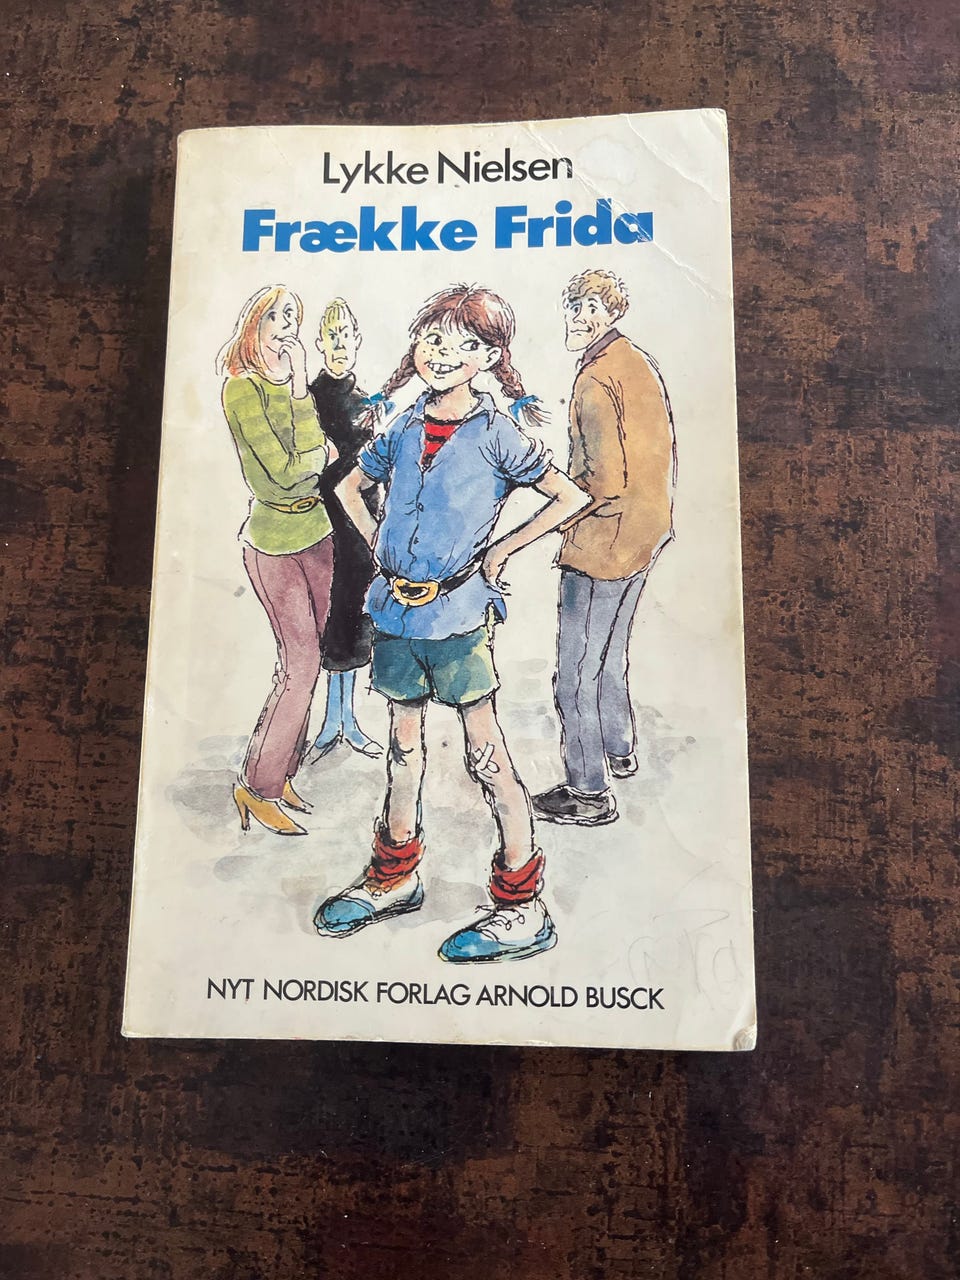 Lykke Nielsen
Frække Frida
NYT NORDISK FORLAG ARNOLD BUSCK